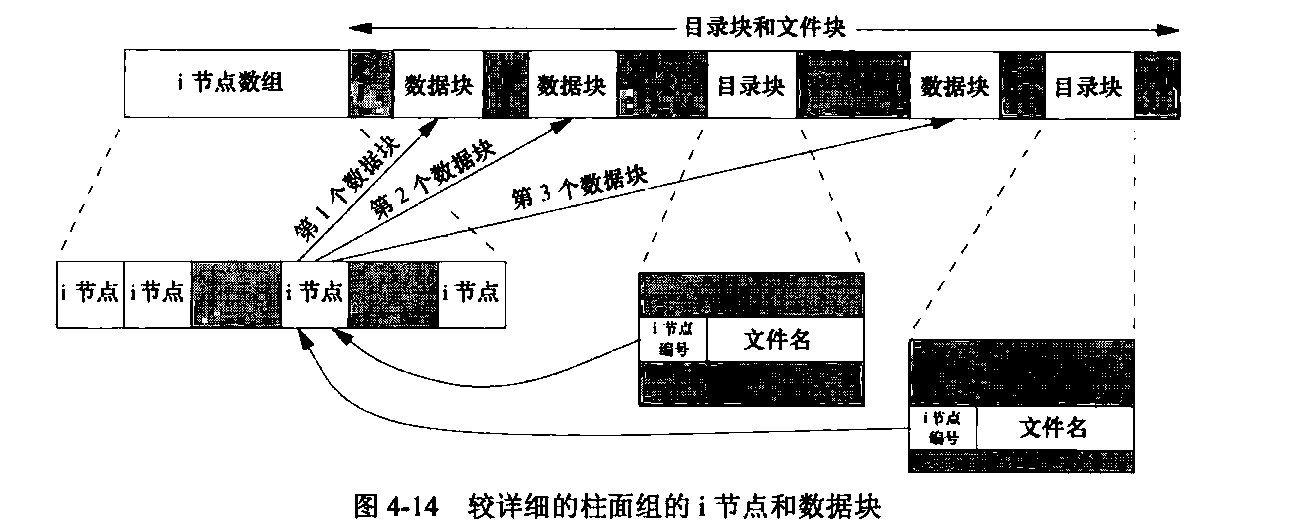 目录块和文件块
i 节点数组 数据块 数据块 目录块 数据块 目录块
第 1 个数据块
第 2 个数据块
第 3 个数据块
i 节点 i 节点 i 节点 i 节点
i 节点
编号
文件名
i 节点
编号
文件名
图 4-14 较详细的柱面组的 i 节点和数据块